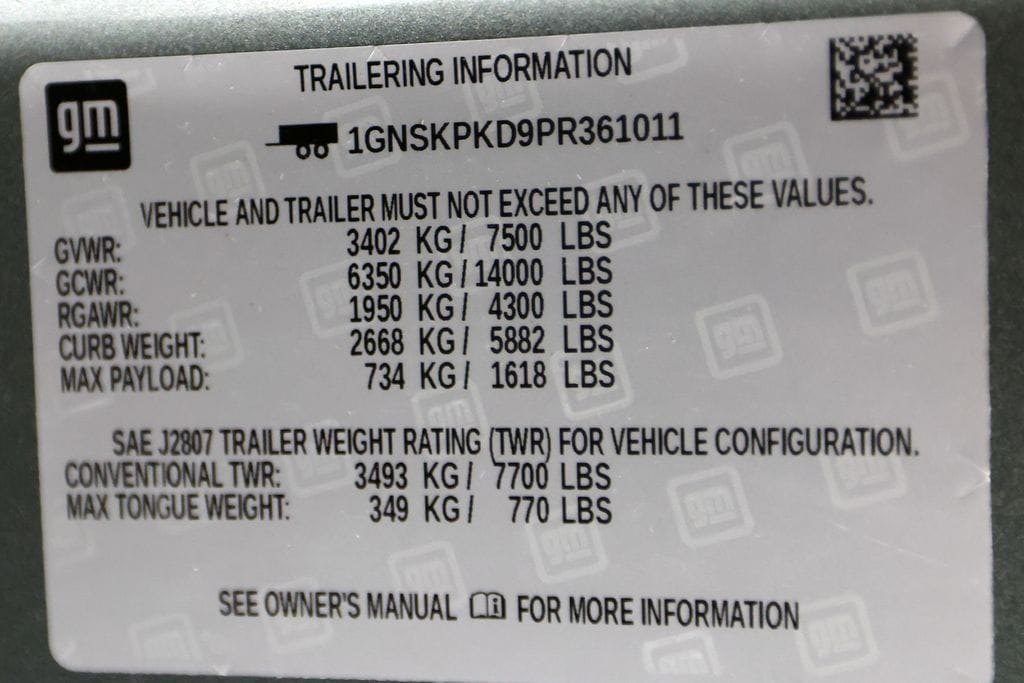 gm
TRAILERING INFORMATION
1GNSKPKD9PR361011
VEHICLE AND TRAILER MUST NOT EXCEED ANY OF THESE VALUES.
GVWR: 3402 KG / 7500 LBS
GCWR: 6350 KG /14000 LBS
RGAWR: 1950 KG / 4300 LBS
CURB WEIGHT: 2668 KG / 5882 LBS
MAX PAYLOAD: 734 KG / 1618 LBS
SAE J2807 TRAILER WEIGHT RATING (TWR) FOR VEHICLE CONFIGURATION.
CONVENTIONAL TWR: 3493 KG / 7700 LBS
MAX TONGUE WEIGHT: 349 KG / 770 LBS
SEE OWNER'S MANUAL FOR MORE INFORMATION